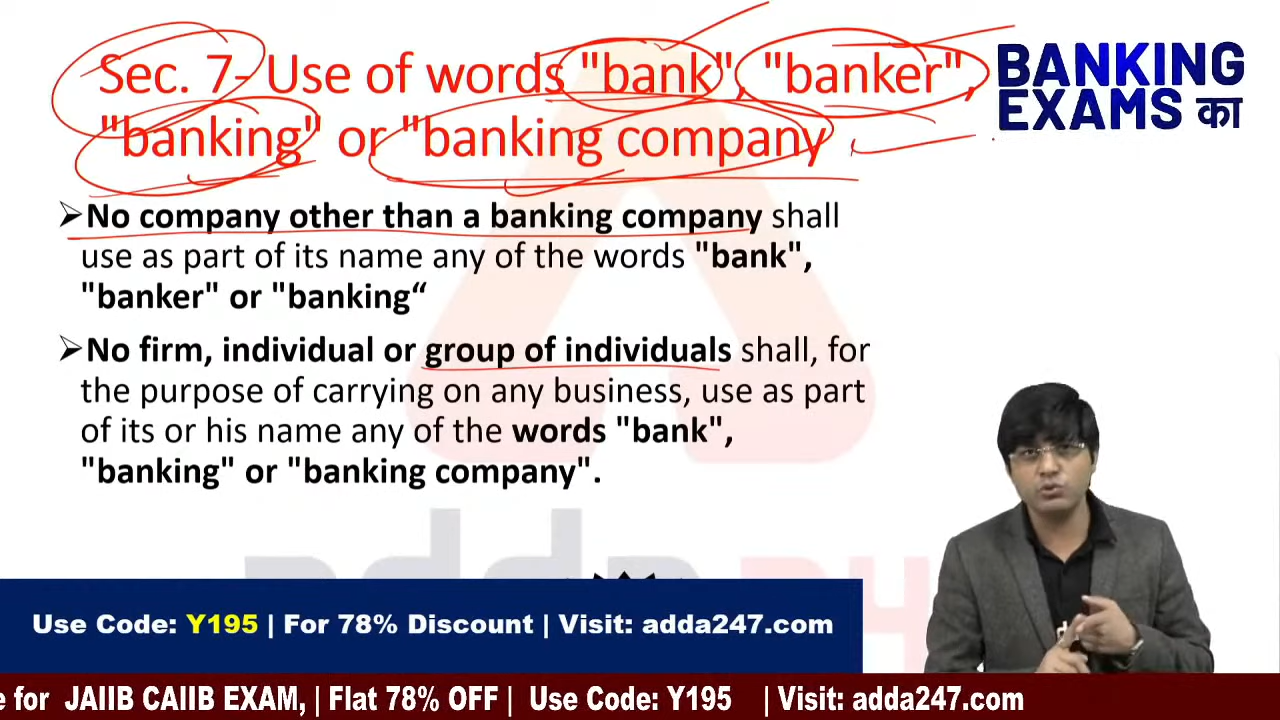 Sec. 7- Use of words "bank", "banker",
"banking" or "banking company
BANKING
EXAMS का
➤No company other than a banking company shall
use as part of its name any of the words "bank",
"banker" or "banking“
➤No firm, individual or group of individuals shall, for
the purpose of carrying on any business, use as part
of its or his name any of the words "bank",
"banking" or "banking company".
Use Code: Y195 | For 78% Discount | Visit: adda247.com
e for JAIIB CAIIB EXAM, | Flat 78% OFF | Use Code: Y195 | Visit: adda247.com